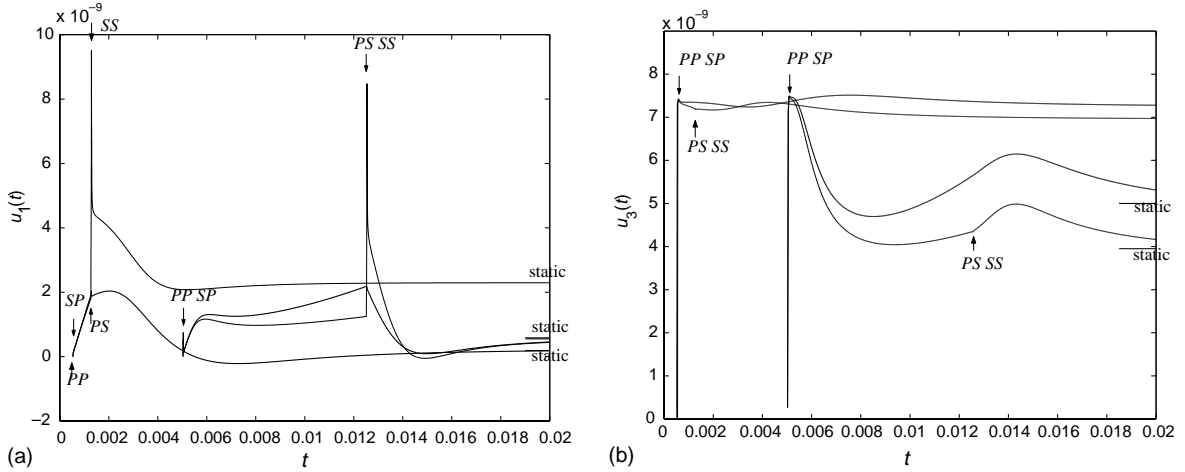 x 10⁻⁹
10
8
6
4
2
0
−2
u₁(t)
SS
PS SS
SP
PP SP
PS
PP
static
static
static
0 0.002 0.004 0.006 0.008 0.01 0.012 0.014 0.016 0.018 0.02
(a)
t
x 10⁻⁹
8
7
6
5
4
3
2
1
0
u₃(t)
PP SP
PP SP
PS SS
PS SS
static
static
0 0.002 0.004 0.006 0.008 0.01 0.012 0.014 0.016 0.018 0.02
(b)
t